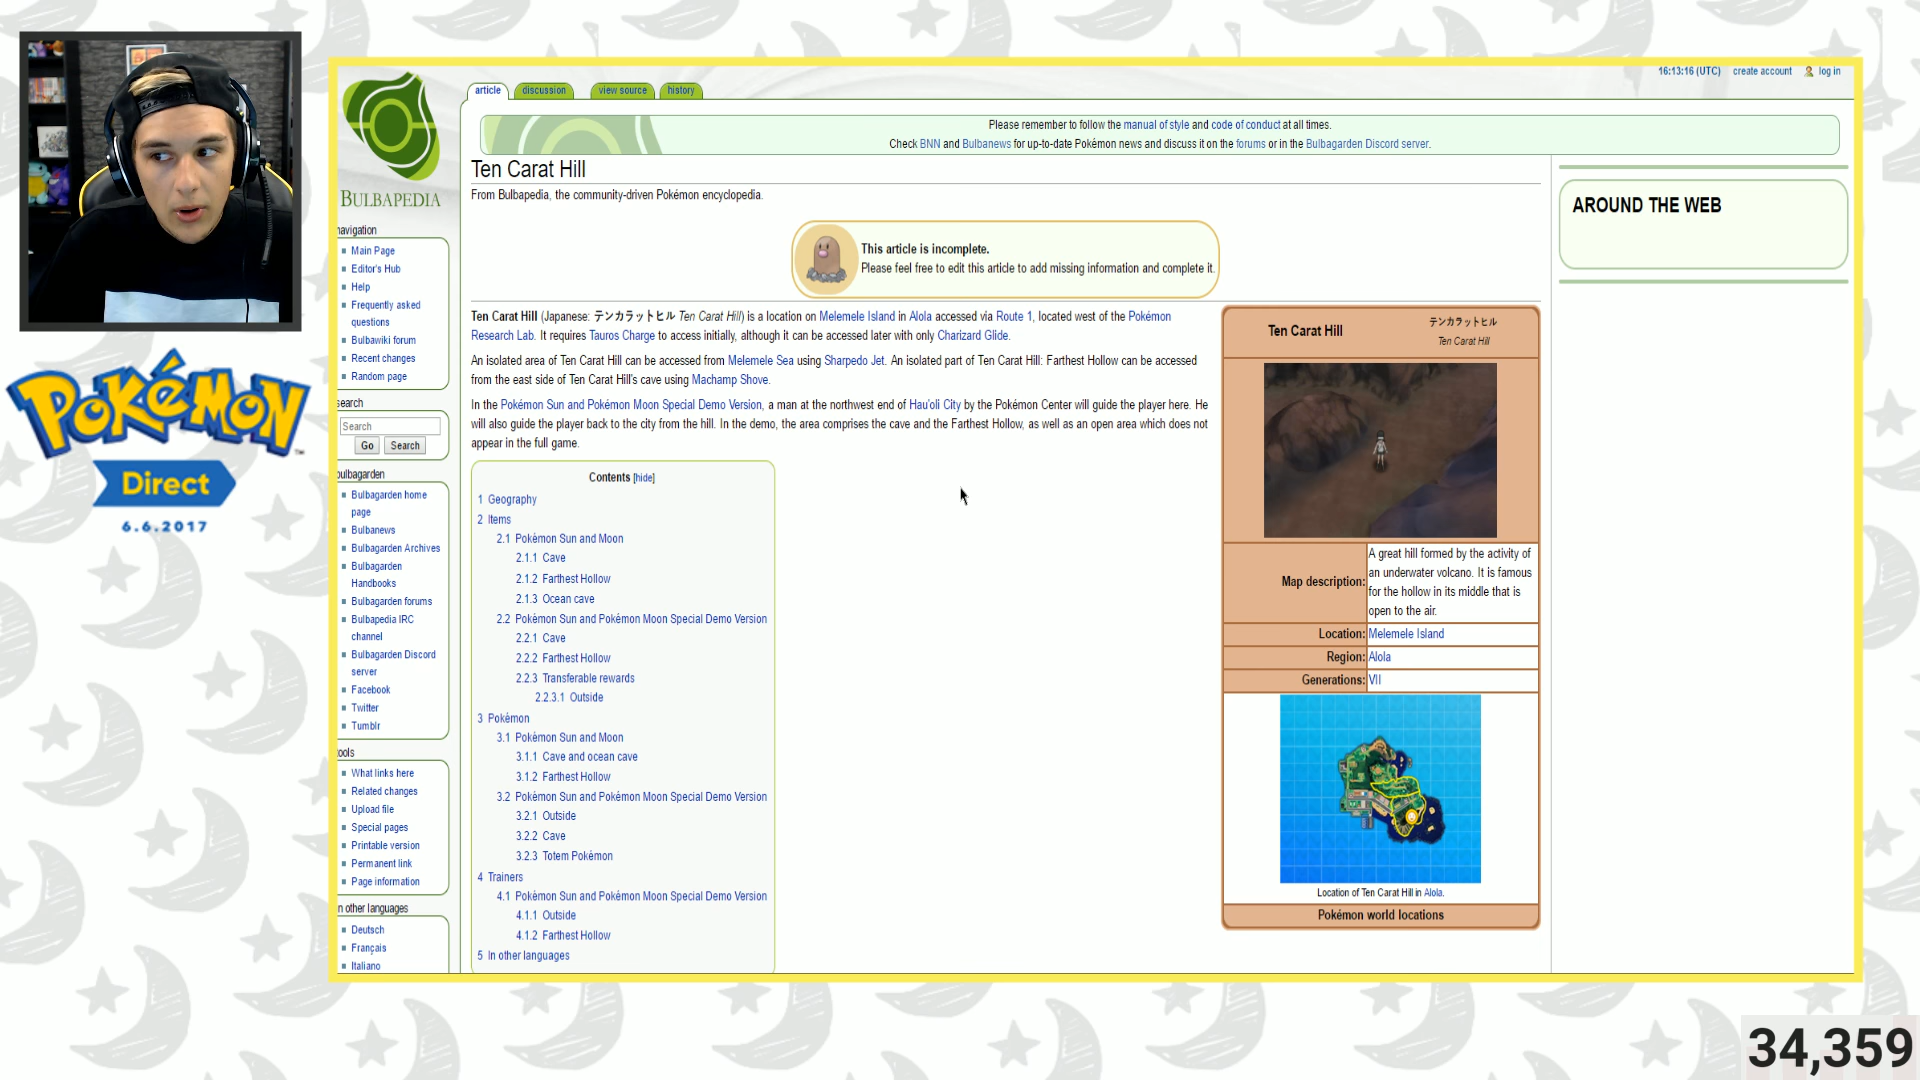 16:13:16 (UTC) create account log in
article discussion view source history
Please remember to follow the manual of style and code of conduct at all times.
Check BNN and Bulbanews for up-to-date Pokémon news and discuss it on the forums or in the Bulbagarden Discord server.
BULBAPEDIA
navigation
Main Page
Editor's Hub
Help
Frequently asked
questions
Bulbawiki forum
Recent changes
Random page
search
Search
Go Search
bulbagarden
Bulbagarden home
page
Bulbanews
Bulbagarden Archives
Bulbagarden
Handbooks
Bulbagarden forums
Bulbapedia IRC
channel
Bulbagarden Discord
server
Facebook
Twitter
Tumblr
tools
What links here
Related changes
Upload file
Special pages
Printable version
Permanent link
Page information
in other languages
Deutsch
Français
Italiano
Ten Carat Hill
From Bulbapedia, the community-driven Pokémon encyclopedia.
This article is incomplete.
Please feel free to edit this article to add missing information and complete it.
Ten Carat Hill (Japanese: テンカラットヒル Ten Carat Hill) is a location on Melemele Island in Alola accessed via Route 1, located west of the Pokémon
Research Lab. It requires Tauros Charge to access initially, although it can be accessed later with only Charizard Glide.
An isolated area of Ten Carat Hill can be accessed from Melemele Sea using Sharpedo Jet. An isolated part of Ten Carat Hill: Farthest Hollow can be accessed
from the east side of Ten Carat Hill's cave using Machamp Shove.
In the Pokémon Sun and Pokémon Moon Special Demo Version, a man at the northwest end of Hau'oli City by the Pokémon Center will guide the player here. He
will also guide the player back to the city from the hill. In the demo, the area comprises the cave and the Farthest Hollow, as well as an open area which does not
appear in the full game.
Contents [hide]
1 Geography
2 Items
2.1 Pokémon Sun and Moon
2.1.1 Cave
2.1.2 Farthest Hollow
2.1.3 Ocean cave
2.2 Pokémon Sun and Pokémon Moon Special Demo Version
2.2.1 Cave
2.2.2 Farthest Hollow
2.2.3 Transferable rewards
2.2.3.1 Outside
3 Pokémon
3.1 Pokémon Sun and Moon
3.1.1 Cave and ocean cave
3.1.2 Farthest Hollow
3.2 Pokémon Sun and Pokémon Moon Special Demo Version
3.2.1 Outside
3.2.2 Cave
3.2.3 Totem Pokémon
4 Trainers
4.1 Pokémon Sun and Pokémon Moon Special Demo Version
4.1.1 Outside
4.1.2 Farthest Hollow
5 In other languages
Ten Carat Hill
テンカラットヒル
Ten Carat Hill
Map description:
A great hill formed by the activity of
an underwater volcano. It is famous
for the hollow in its middle that is
open to the air.
Location: Melemele Island
Region: Alola
Generations: VII
Location of Ten Carat Hill in Alola.
Pokémon world locations
AROUND THE WEB
POKéMON
TM
Direct
6.6.2017
34,359